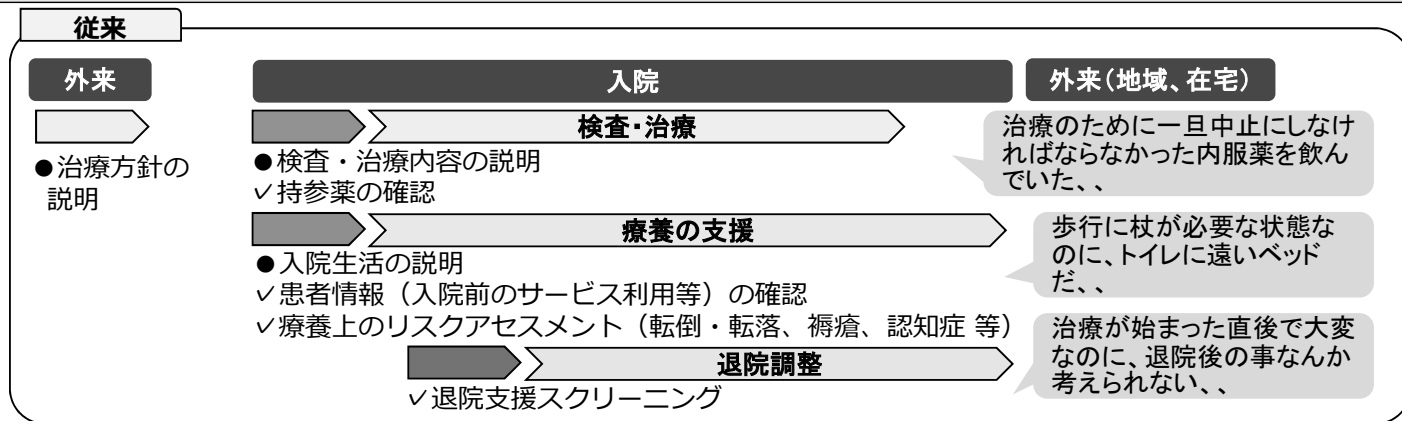 従来
外来
入院
外来(地域、在宅)
●治療方針の
説明
検査・治療
●検査・治療内容の説明
✓持参薬の確認
治療のために一旦中止にしなけ
ればならなかった内服薬を飲ん
でいた、、
療養の支援
●入院生活の説明
✓患者情報（入院前のサービス利用等）の確認
✓療養上のリスクアセスメント（転倒・転落、褥瘡、認知症 等）
歩行に杖が必要な状態な
のに、トイレに遠いベッド
だ、、
退院調整
✓退院支援スクリーニング
治療が始まった直後で大変
なのに、退院後の事なんか
考えられない、、